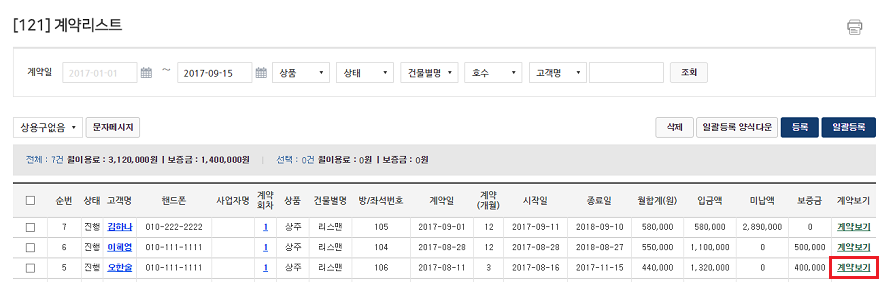 [121] 계약리스트
계약일 2017-01-01 ~ 2017-09-15 상품 상태 건물별명 호수 고객명 조회
상용구없음 문자메시지 삭제 일괄등록 양식다운 등록 일괄등록
전체 : 7건 월이용료 : 3,120,000원 | 보증금 : 1,400,000원 | 선택 : 0건 월이용료 : 0원 | 보증금 : 0원
순번 상태 고객명 핸드폰 사업자명 계약회차 상품 건물별명 방/좌석번호 계약일 계약(개월) 시작일 종료일 월합계(원) 입금액 미납액 보증금 계약보기
7 진행 김하나 010-222-2222 1 상주 리스맨 105 2017-09-01 12 2017-09-11 2018-09-10 580,000 580,000 2,890,000 0 계약보기
6 진행 이혜영 010-111-1111 1 상주 리스맨 104 2017-08-28 12 2017-08-28 2018-08-27 550,000 1,100,000 0 500,000 계약보기
5 진행 오한솔 010-111-1111 1 상주 리스맨 106 2017-08-11 3 2017-08-16 2017-11-15 440,000 1,320,000 0 400,000 계약보기